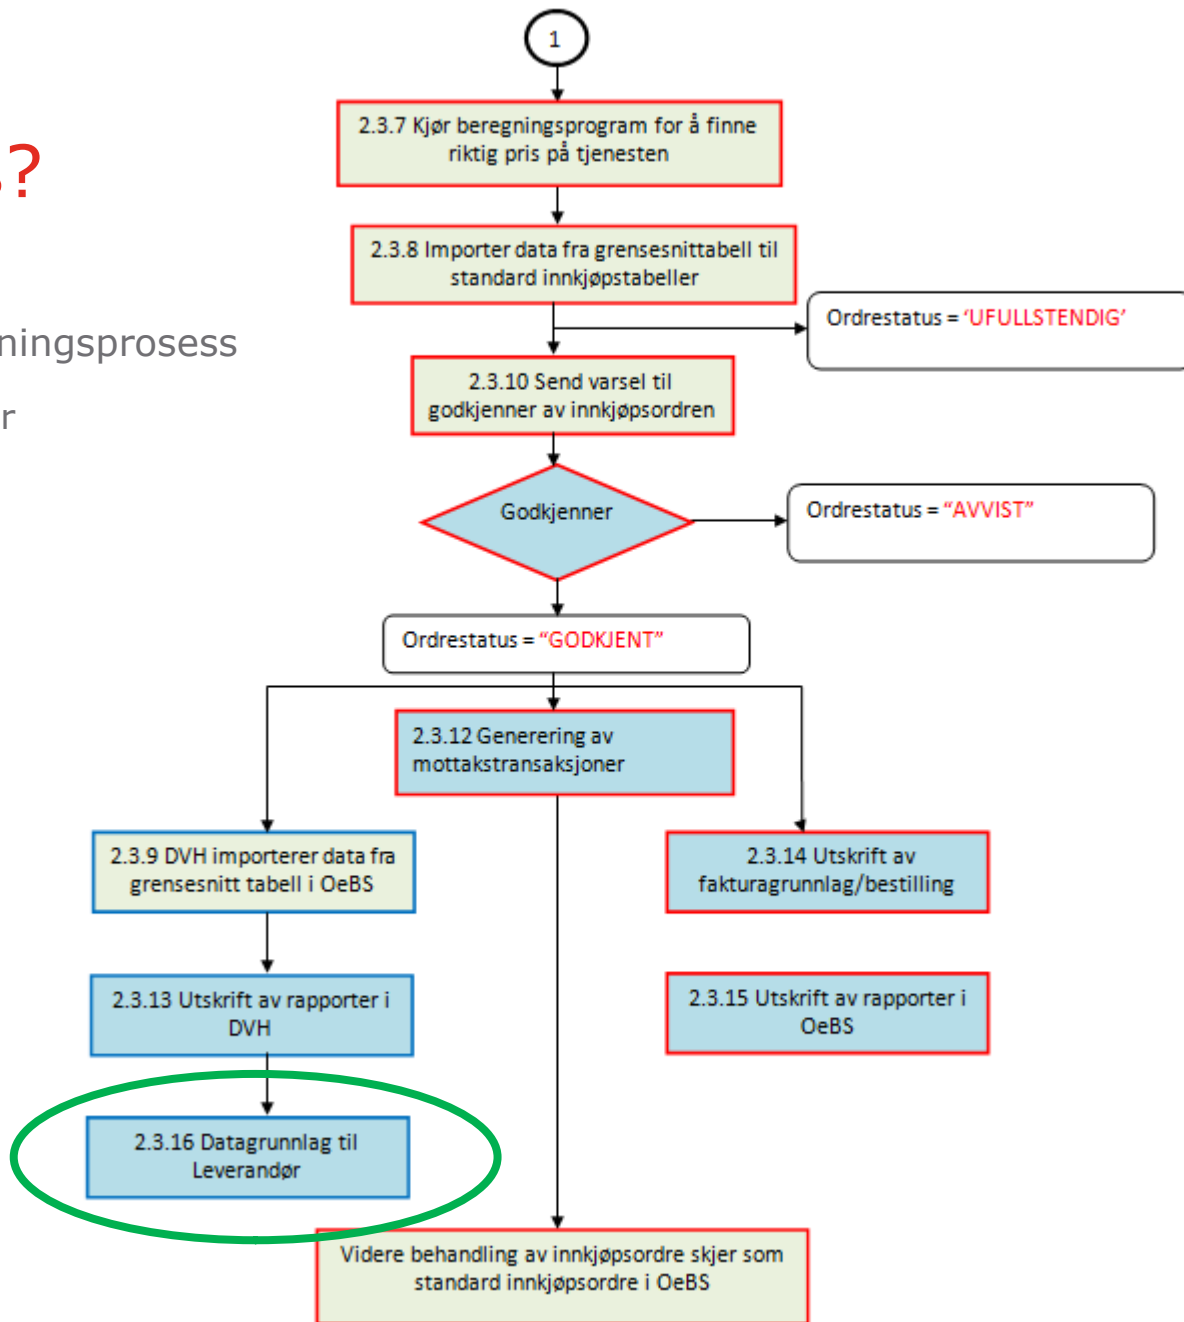 1
2.3.7 Kjør beregningsprogram for å finne
riktig pris på tjenesten
?
2.3.8 Importer data fra grensesnittabell til
standard innkjøpstabeller
Ordrestatus = ‘UFULLSTENDIG’
ningsprosess
r
2.3.10 Send varsel til
godkjenner av innkjøpsordren
Godkjenner
Ordrestatus = “AVVIST”
Ordrestatus = “GODKJENT”
2.3.12 Generering av
mottakstransaksjoner
2.3.9 DVH importerer data fra
grensesnitt tabell i OeBS
2.3.14 Utskrift av
fakturagrunnlag/bestilling
2.3.13 Utskrift av rapporter i
DVH
2.3.15 Utskrift av rapporter i
OeBS
2.3.16 Datagrunnlag til
Leverandør
Videre behandling av innkjøpsordre skjer som
standard innkjøpsordre i OeBS